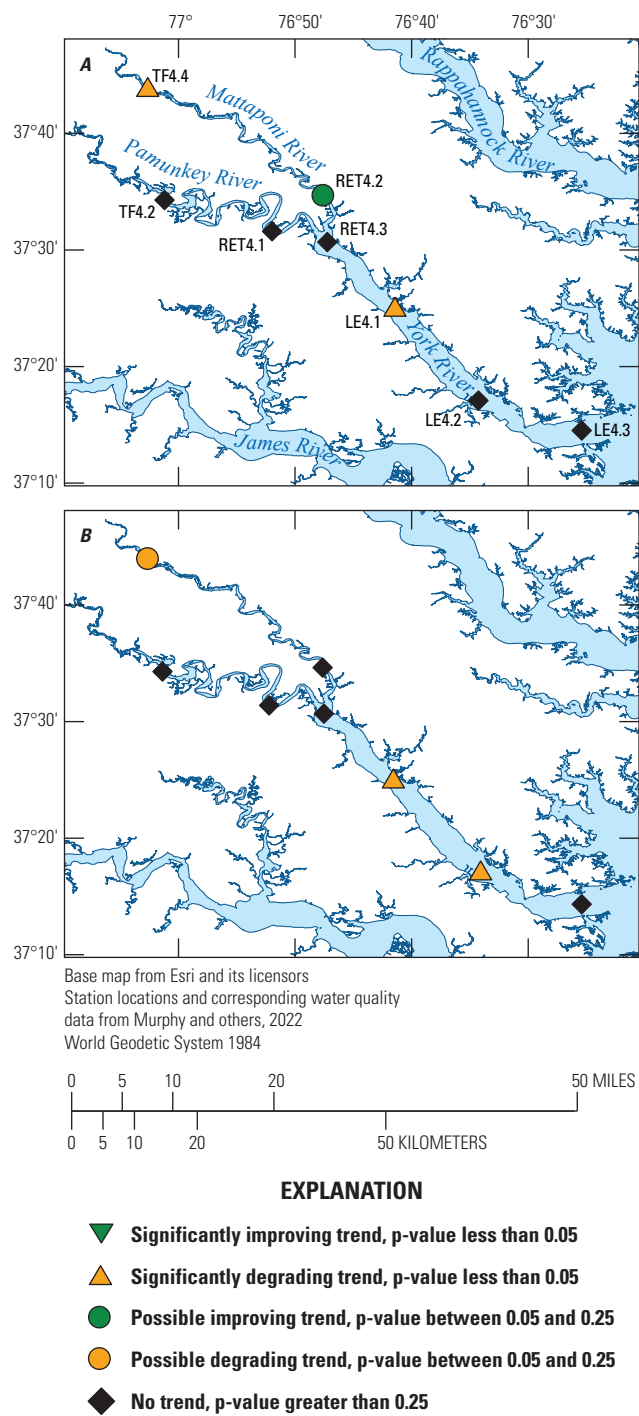 77° 76°50' 76°40' 76°30'
A
TF4.4
Mattaponi River
Rappahannock River
37°40'
Pamunkey River
RET4.2
TF4.2
RET4.3
37°30'
RET4.1
LE4.1
York River
37°20'
LE4.2
LE4.3
James River
37°10'
B
37°40'
37°30'
37°20'
37°10'
Base map from Esri and its licensors
Station locations and corresponding water quality
data from Murphy and others, 2022
World Geodetic System 1984
0 5 10 20 50 MILES
0 5 10 20 50 KILOMETERS
EXPLANATION
Significantly improving trend, p-value less than 0.05
Significantly degrading trend, p-value less than 0.05
Possible improving trend, p-value between 0.05 and 0.25
Possible degrading trend, p-value between 0.05 and 0.25
No trend, p-value greater than 0.25